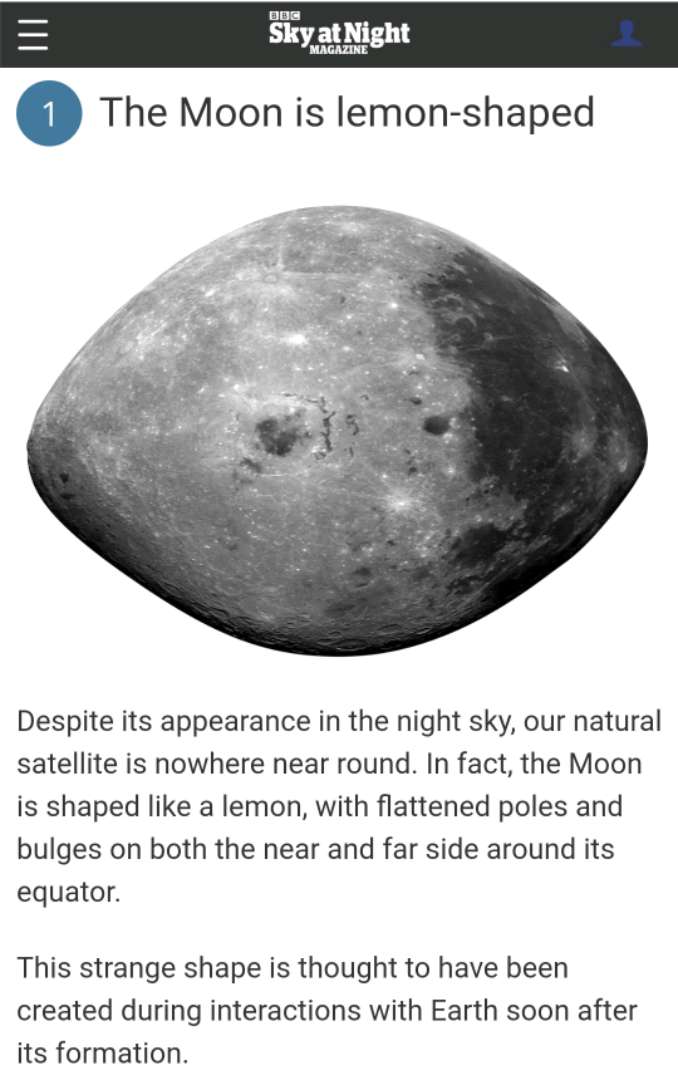 BBC
Sky at Night
MAGAZINE
1 The Moon is lemon-shaped
Despite its appearance in the night sky, our natural
satellite is nowhere near round. In fact, the Moon
is shaped like a lemon, with flattened poles and
bulges on both the near and far side around its
equator.
This strange shape is thought to have been
created during interactions with Earth soon after
its formation.